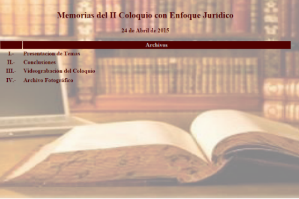 Memorias del II Coloquio con Enfoque Jurídico
24 de Abril de 2015
Archivos
I.- Presentación de Temas
II.- Conclusiones
III.- Videograbación del Coloquio
IV.- Archivo Fotográfico